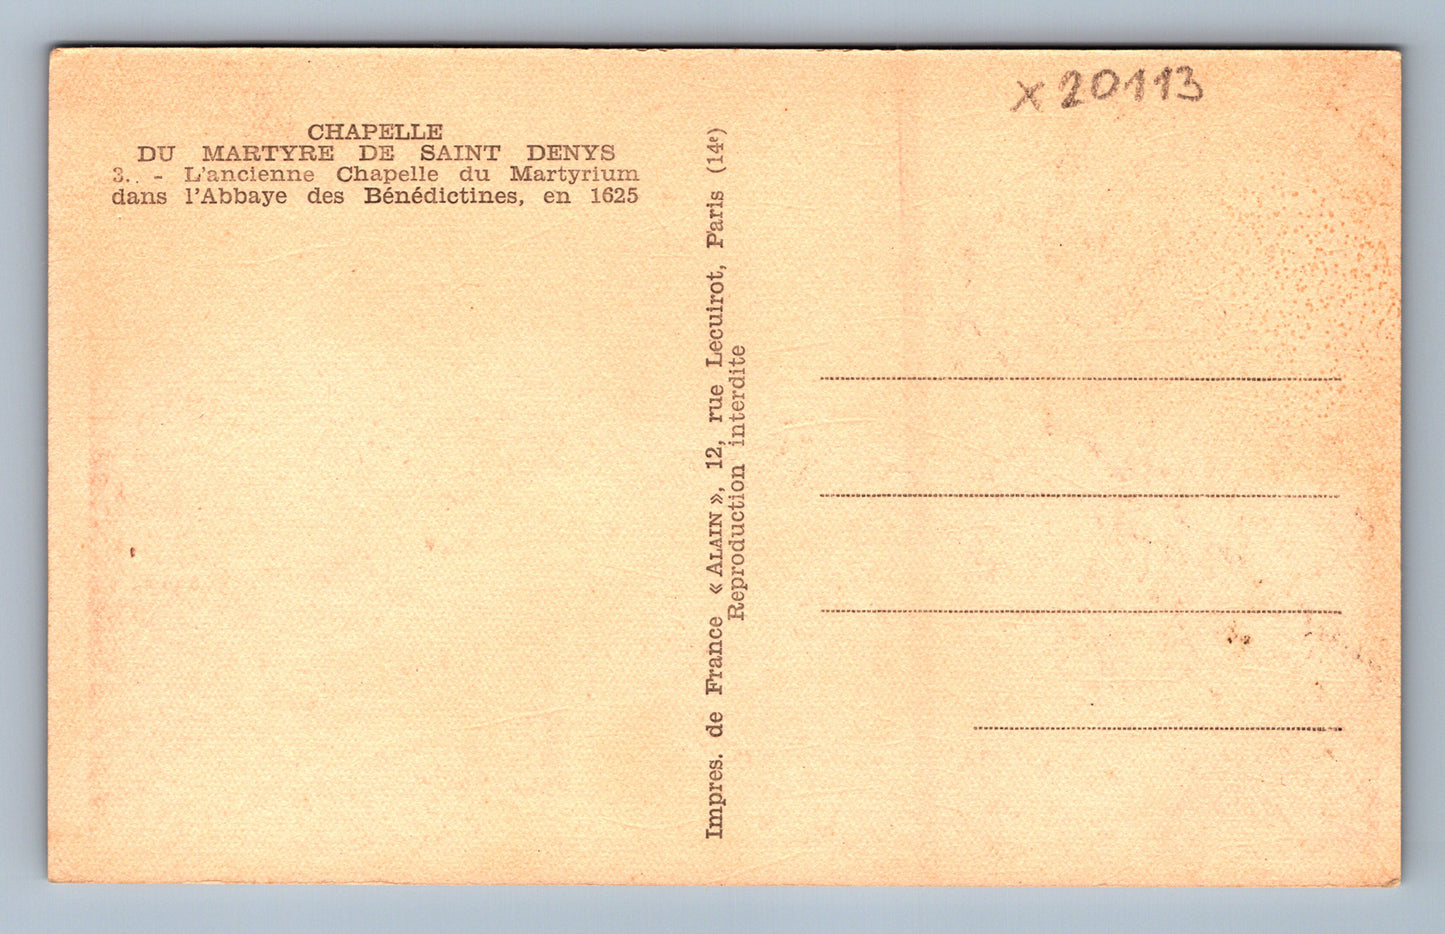 CHAPELLE
DU MARTYRE DE SAINT DENYS
3. - L'ancienne Chapelle du Martyrium
dans l'Abbaye des Bénédictines, en 1625
Impres. de France « ALAIN », 12, rue Lecuirot, Paris (14e)
Reproduction interdite
x 20113